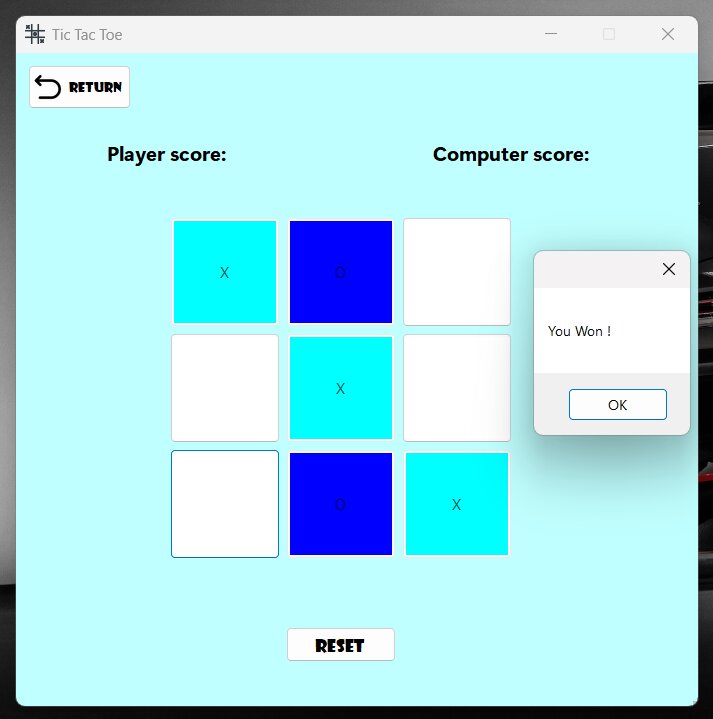 Tic Tac Toe
RETURN
Player score:
Computer score:
X O
You Won !
X
OK
O X
RESET